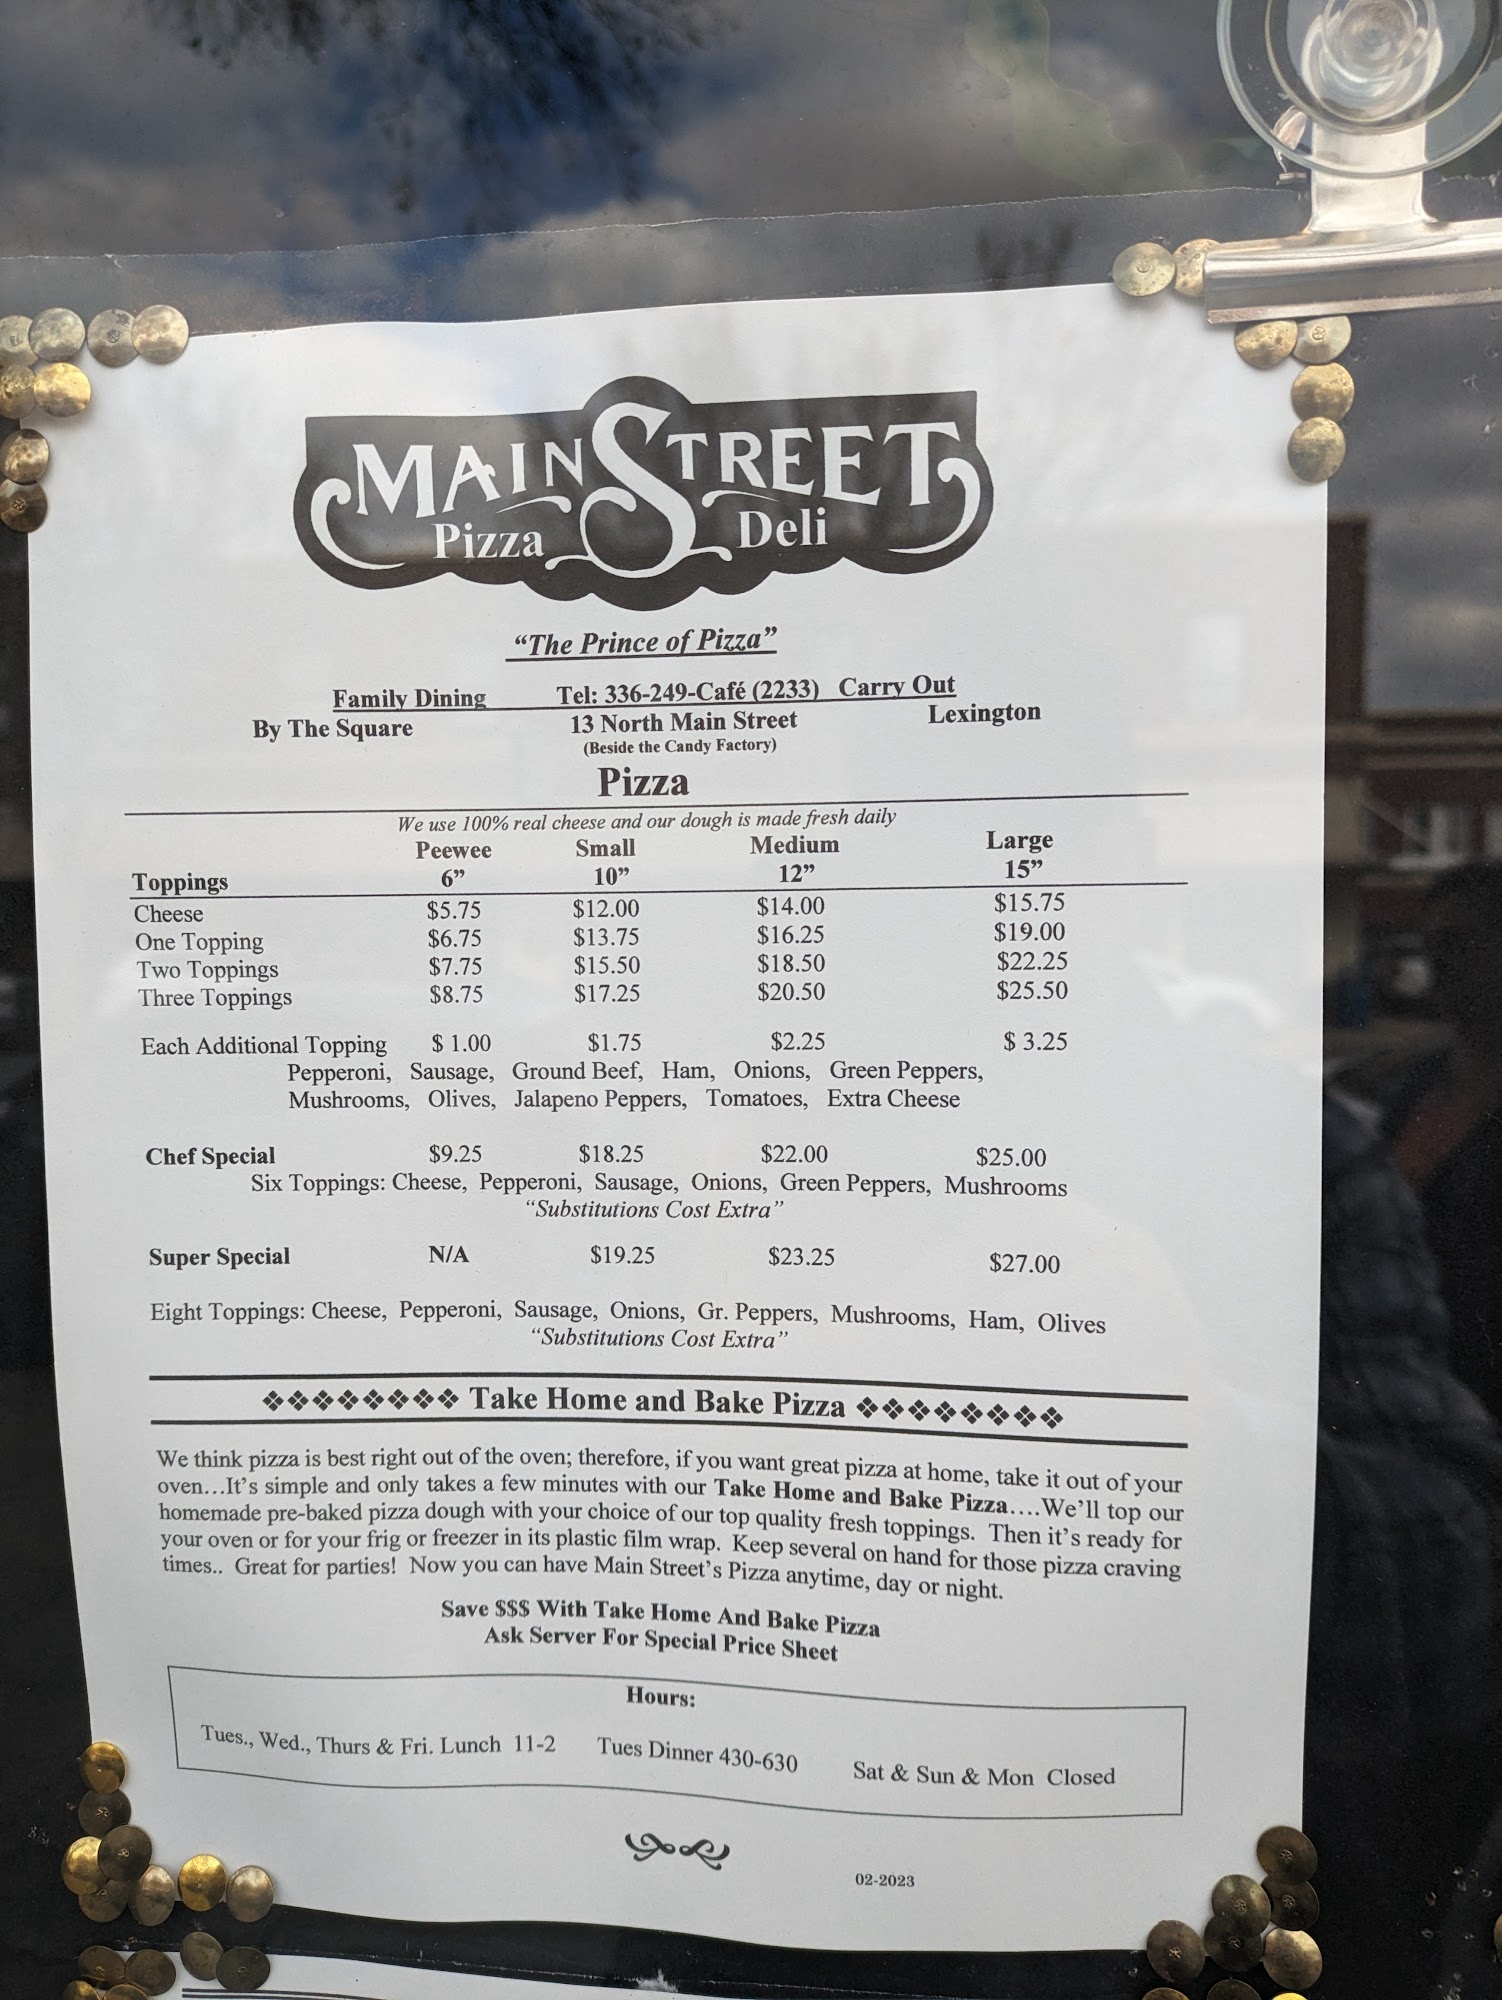 MAIN STREET
Pizza Deli
“The Prince of Pizza”
Family Dining Tel: 336-249-Café (2233) Carry Out
By The Square 13 North Main Street Lexington
(Beside the Candy Factory)
Pizza
We use 100% real cheese and our dough is made fresh daily
Peewee Small Medium Large
Toppings 6” 10” 12” 15”
Cheese $5.75 $12.00 $14.00 $15.75
One Topping $6.75 $13.75 $16.25 $19.00
Two Toppings $7.75 $15.50 $18.50 $22.25
Three Toppings $8.75 $17.25 $20.50 $25.50
Each Additional Topping $ 1.00 $1.75 $2.25 $ 3.25
Pepperoni, Sausage, Ground Beef, Ham, Onions, Green Peppers,
Mushrooms, Olives, Jalapeno Peppers, Tomatoes, Extra Cheese
Chef Special $9.25 $18.25 $22.00 $25.00
Six Toppings: Cheese, Pepperoni, Sausage, Onions, Green Peppers, Mushrooms
“Substitutions Cost Extra”
Super Special N/A $19.25 $23.25 $27.00
Eight Toppings: Cheese, Pepperoni, Sausage, Onions, Gr. Peppers, Mushrooms, Ham, Olives
“Substitutions Cost Extra”
Take Home and Bake Pizza
We think pizza is best right out of the oven; therefore, if you want great pizza at home, take it out of your
oven…It’s simple and only takes a few minutes with our Take Home and Bake Pizza….We’ll top our
homemade pre-baked pizza dough with your choice of our top quality fresh toppings. Then it’s ready for
your oven or for your frig or freezer in its plastic film wrap. Keep several on hand for those pizza craving
times.. Great for parties! Now you can have Main Street’s Pizza anytime, day or night.
Save $$$ With Take Home And Bake Pizza
Ask Server For Special Price Sheet
Hours:
Tues., Wed., Thurs & Fri. Lunch 11-2 Tues Dinner 430-630 Sat & Sun & Mon Closed
02-2023